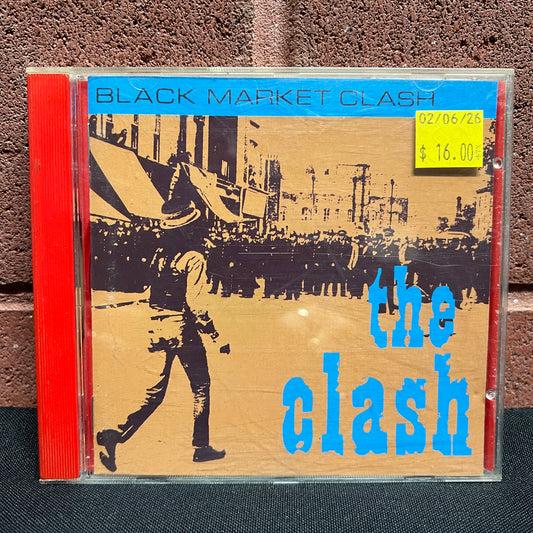 BLACK MARKET CLASH
02/06/26
$ 16.00
the
clash